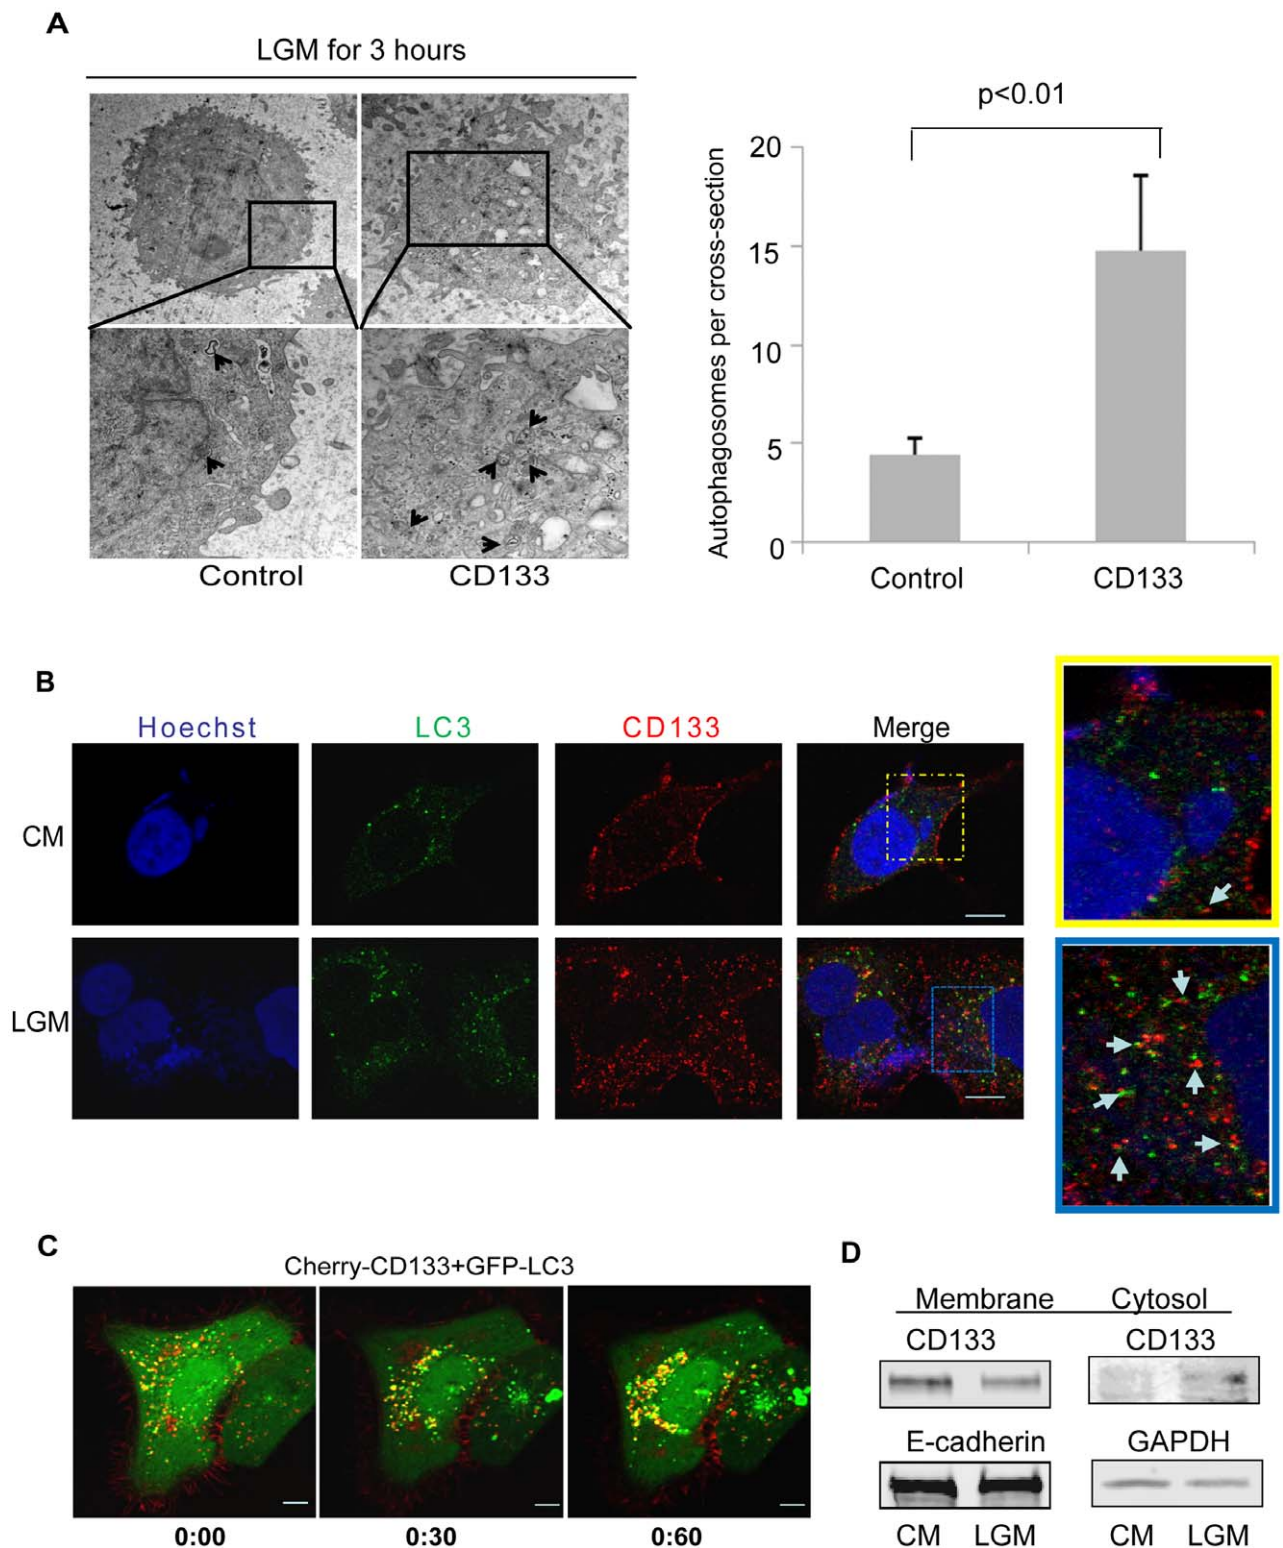 A
LGM for 3 hours
Control
CD133
p<0.01
Autophagosomes per cross-section
20
15
10
5
0
Control
CD133
B
Hoechst
LC3
CD133
Merge
CM
LGM
C
Cherry-CD133+GFP-LC3
0:00
0:30
0:60
D
Membrane
Cytosol
CD133
CD133
E-cadherin
GAPDH
CM
LGM
CM
LGM